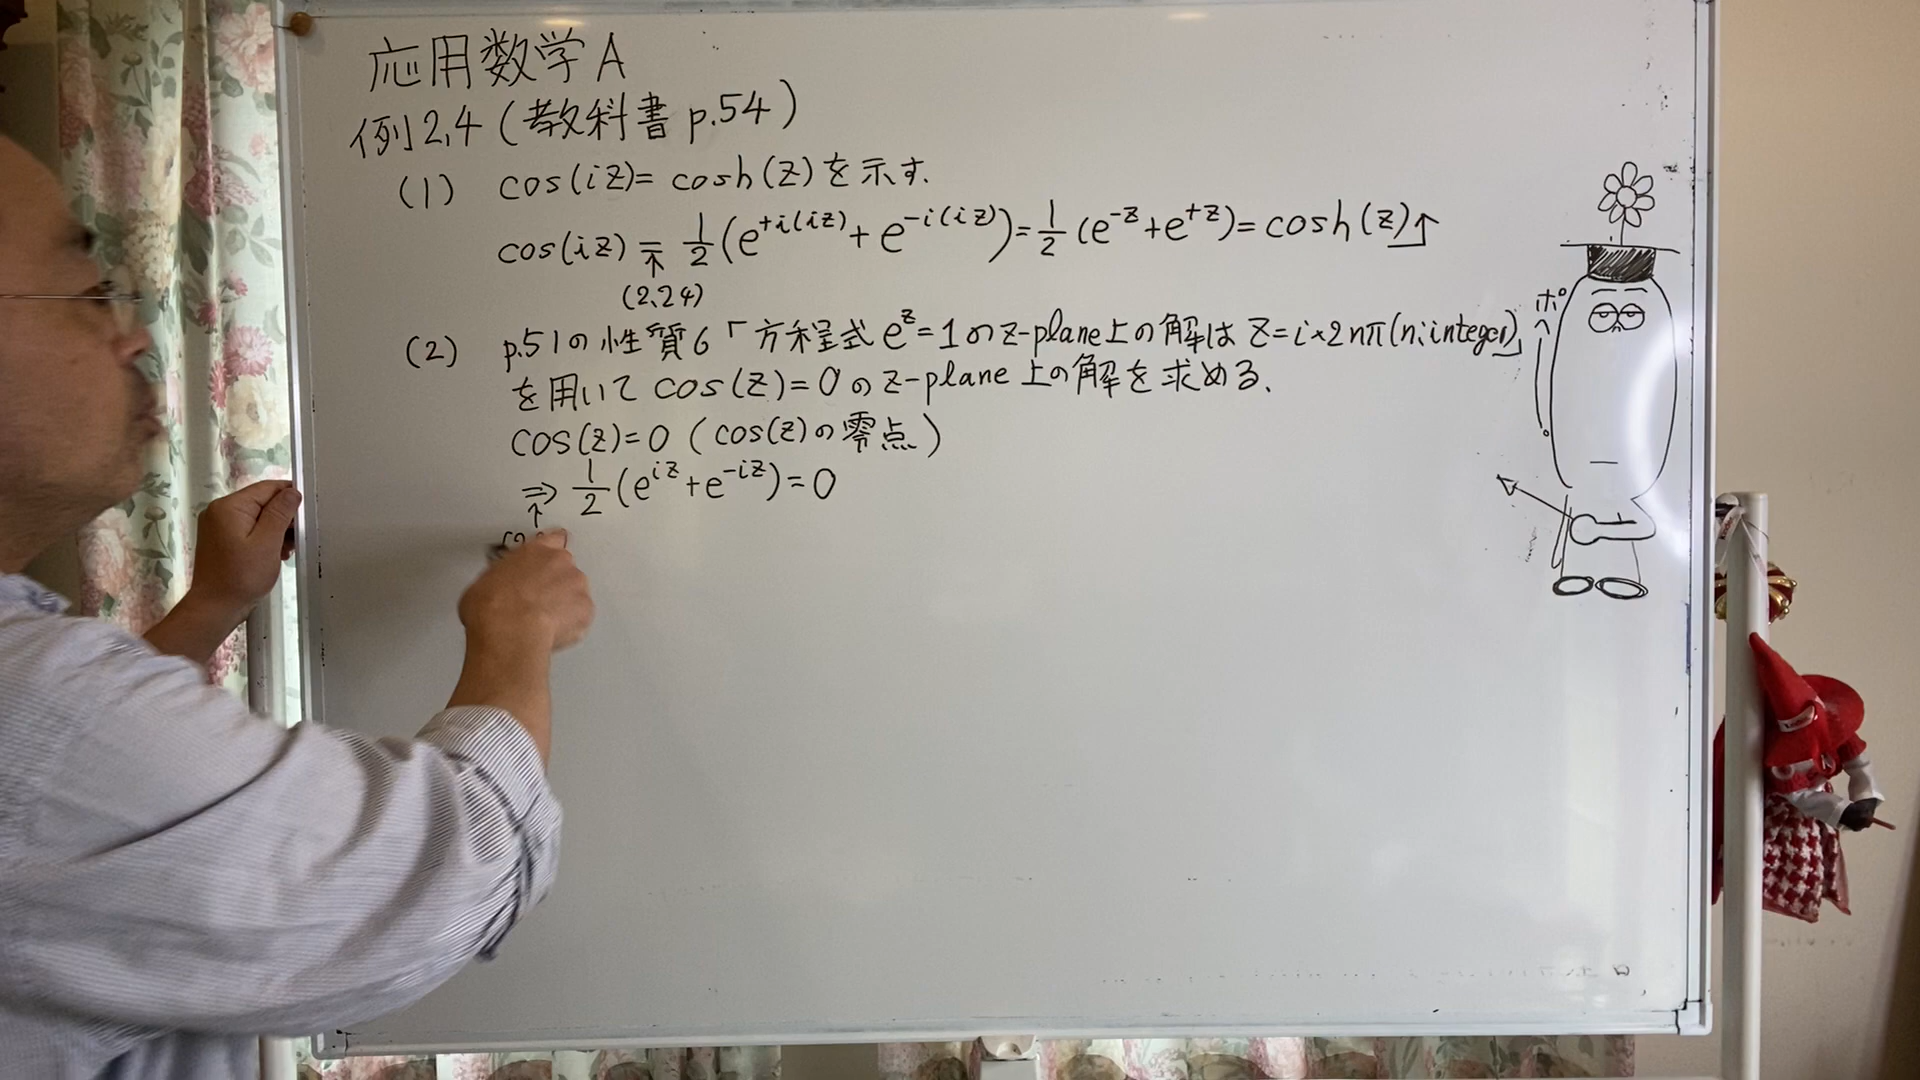 応用数学A
例2.4(教科書 p.54)
(1) cos(iz)= cosh(z)を示す.
cos(iz) = 1/2(e^{+i(iz)}+e^{-i(iz)})=1/2(e^{-z}+e^{+z})=cosh(z)↑
↑
(2.24)
(2) p.51の性質6「方程式 e^z=1のz-plane上の解は z=i×2nπ(n:integer)」
を用いて cos(z)=0のz-plane上の解を求める.
cos(z)=0 (cos(z)の零点)
⇒ 1/2(e^{iz}+e^{-iz})=0
↑
ポ